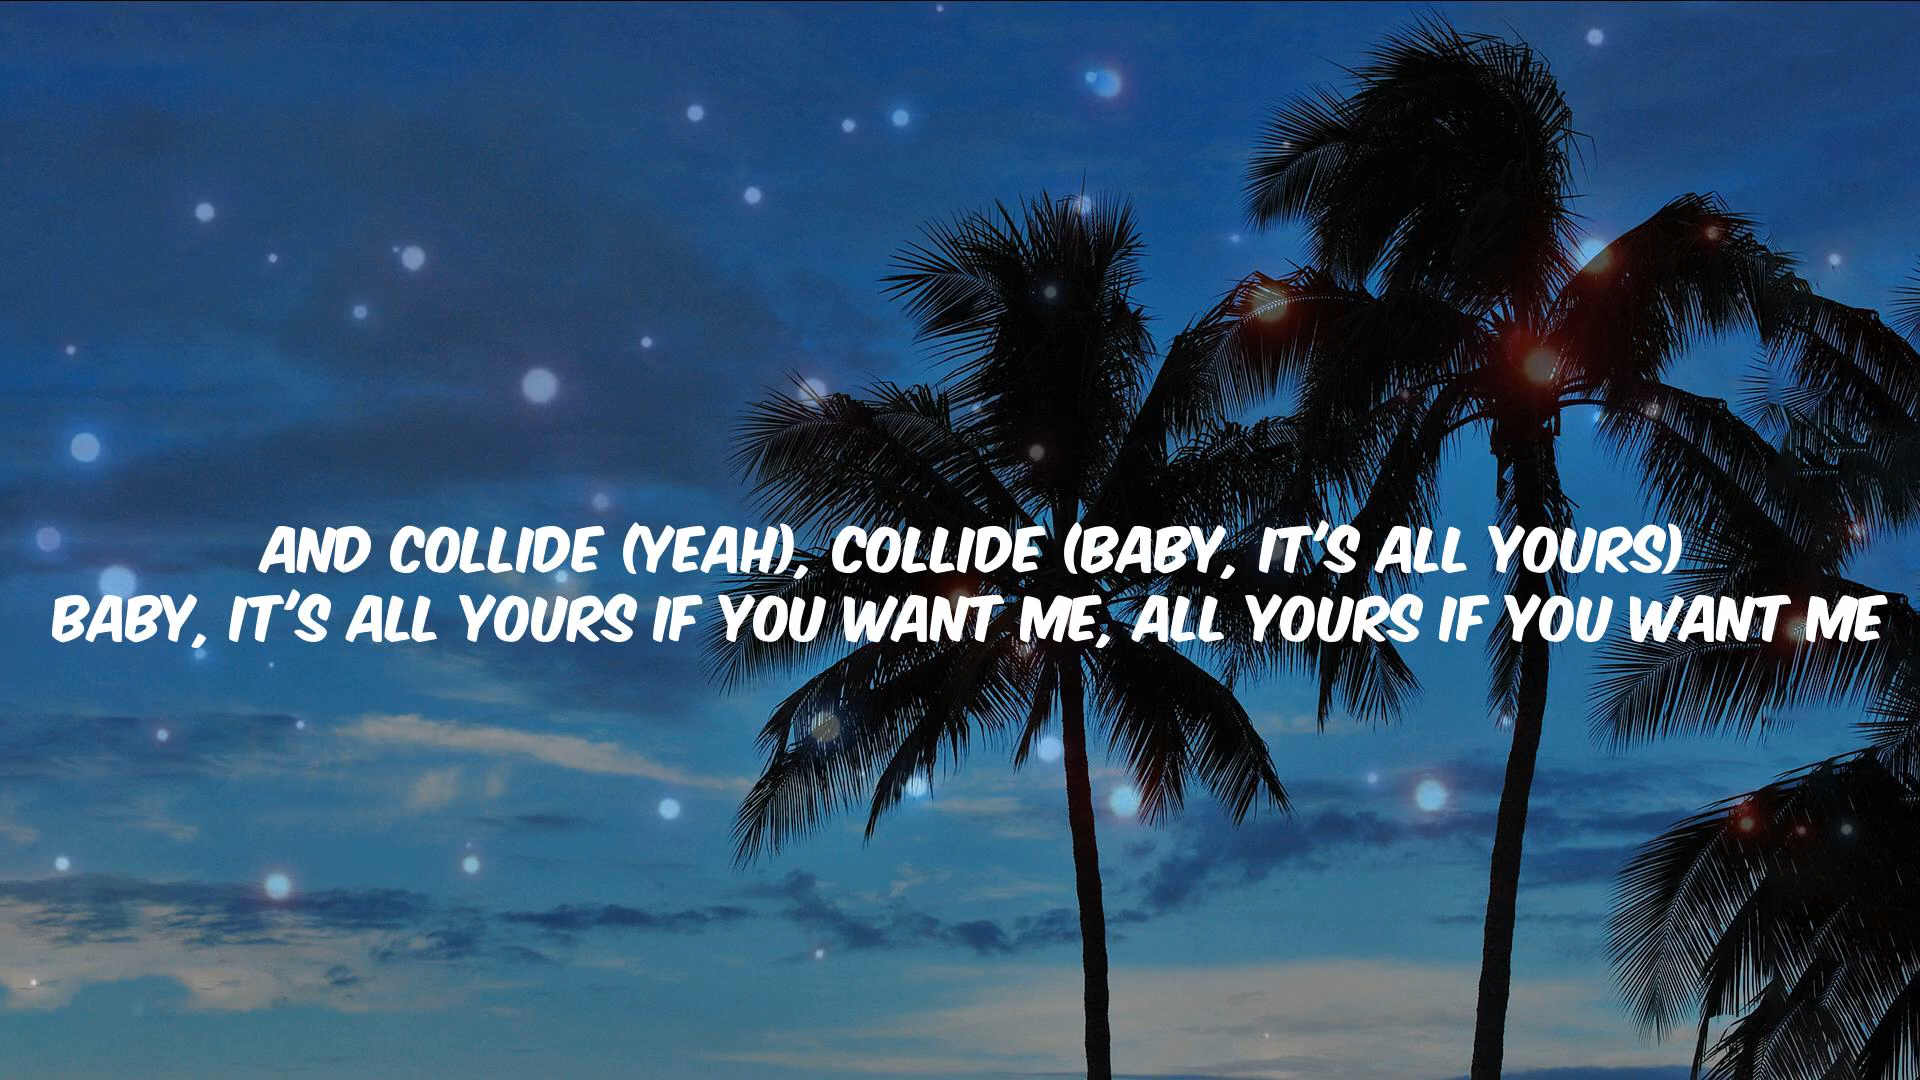 AND COLLIDE (YEAH), COLLIDE (BABY, IT'S ALL YOURS)
BABY, IT'S ALL YOURS IF YOU WANT ME, ALL YOURS IF YOU WANT ME